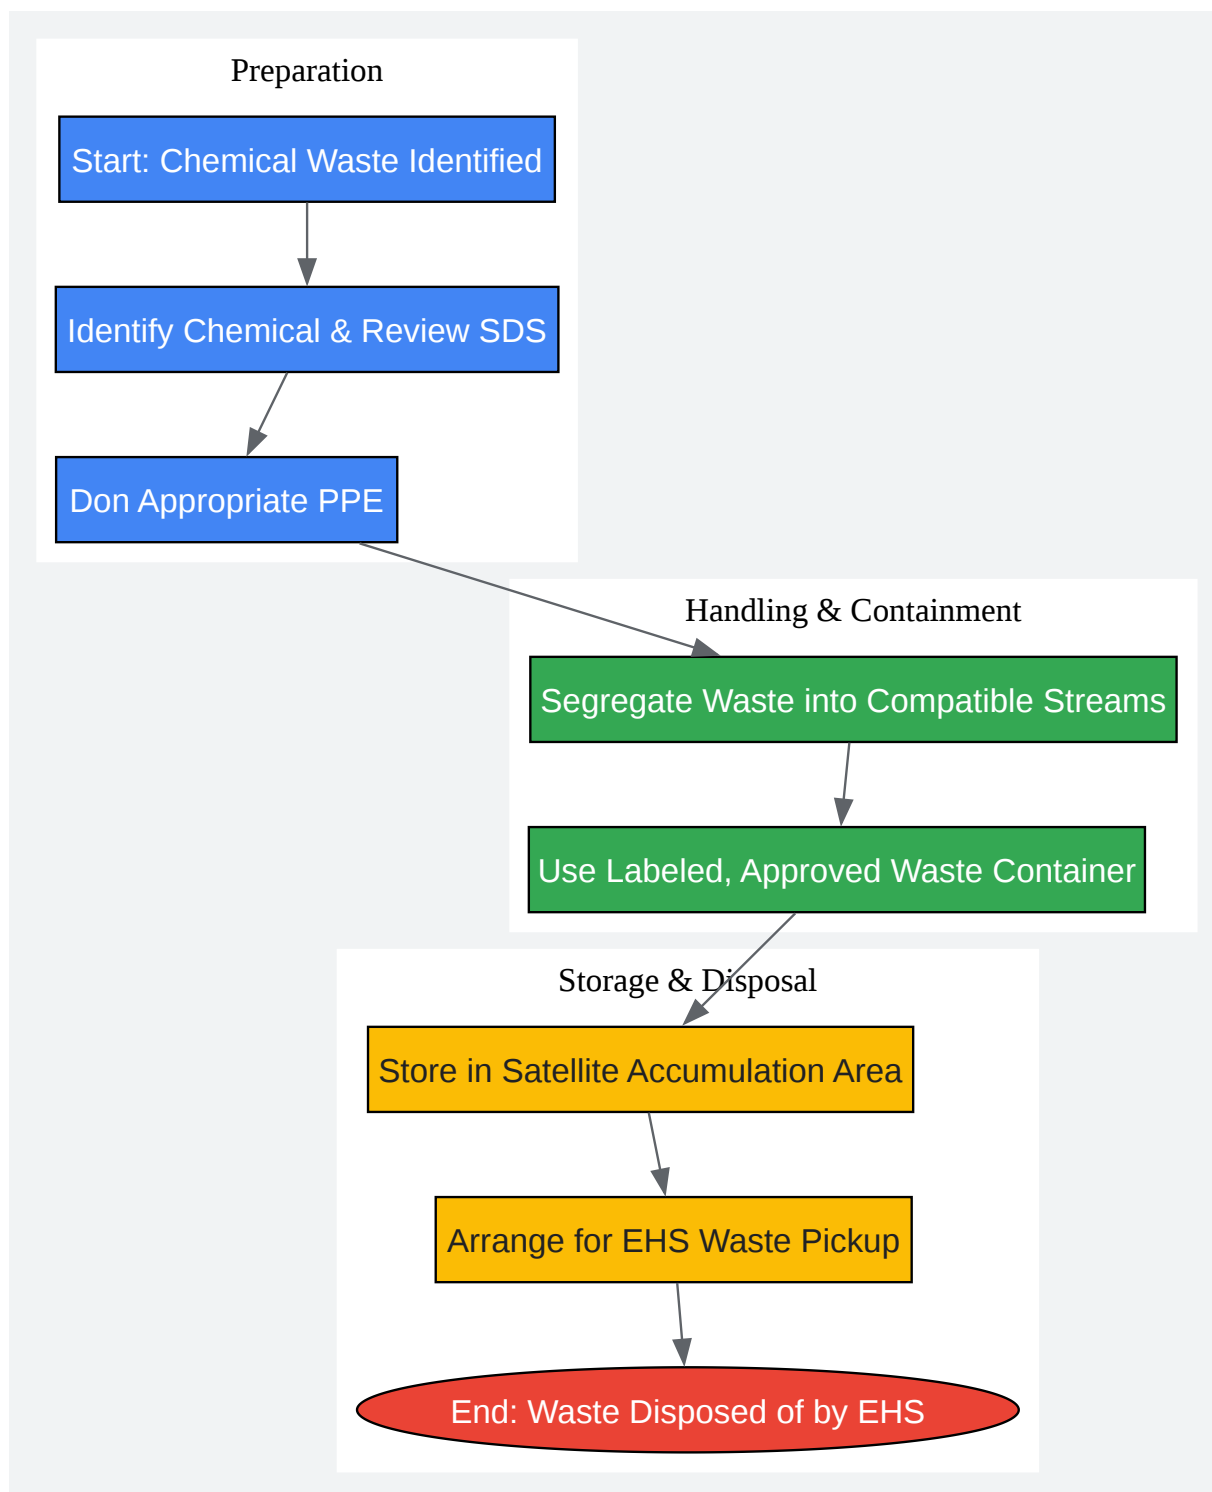 Preparation
Start: Chemical Waste Identified
Identify Chemical & Review SDS
Don Appropriate PPE
Handling & Containment
Segregate Waste into Compatible Streams
Use Labeled, Approved Waste Container
Storage & Disposal
Store in Satellite Accumulation Area
Arrange for EHS Waste Pickup
End: Waste Disposed of by EHS